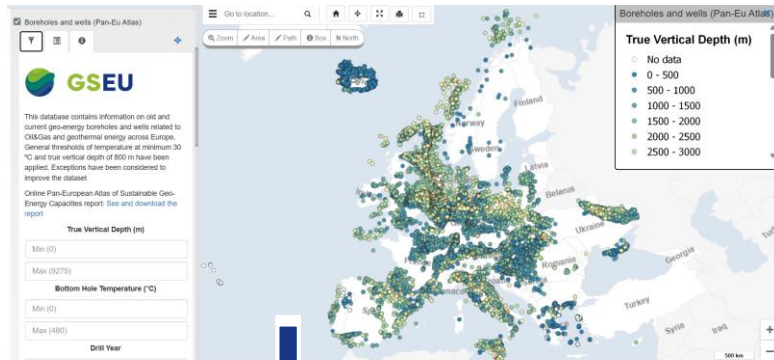 Boreholes and wells (Pan-Eu Atlas)
GSEU
This database contains information on old and
current geo-energy boreholes and wells related to
Oil&Gas and geothermal energy across Europe.
General thresholds of temperature at minimum 30
ºC and true vertical depth of 800 m have been
applied. Exceptions have been considered to
improve the dataset
Online Pan-European Atlas of Sustainable Geo-
Energy Capacities report: See and download the
report
True Vertical Depth (m)
Min (0)
Max (9275)
Bottom Hole Temperature (°C)
Min (0)
Max (480)
Drill Year
Go to location...
Zoom
Area
Path
Box
N North
Finland
Norway
Sweden
Latvia
Belarus
Ukraine
Romania
Georgia
Turkey
Syria
Iraq
500 km
+
Boreholes and wells (Pan-Eu Atlas)
True Vertical Depth (m)
No data
0 - 500
500 - 1000
1000 - 1500
1500 - 2000
2000 - 2500
2500 - 3000